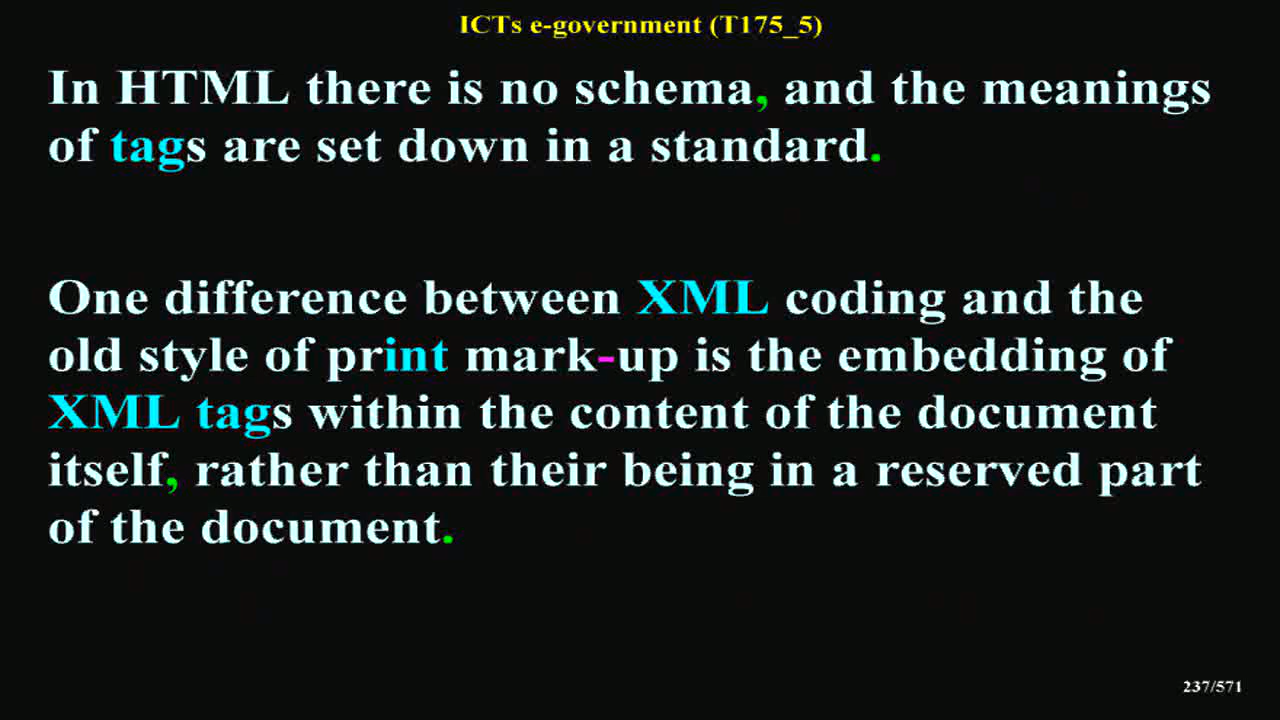 ICTs e-government (T175_5)
In HTML there is no schema, and the meanings
of tags are set down in a standard.
One difference between XML coding and the
old style of print mark-up is the embedding of
XML tags within the content of the document
itself, rather than their being in a reserved part
of the document.
237/571